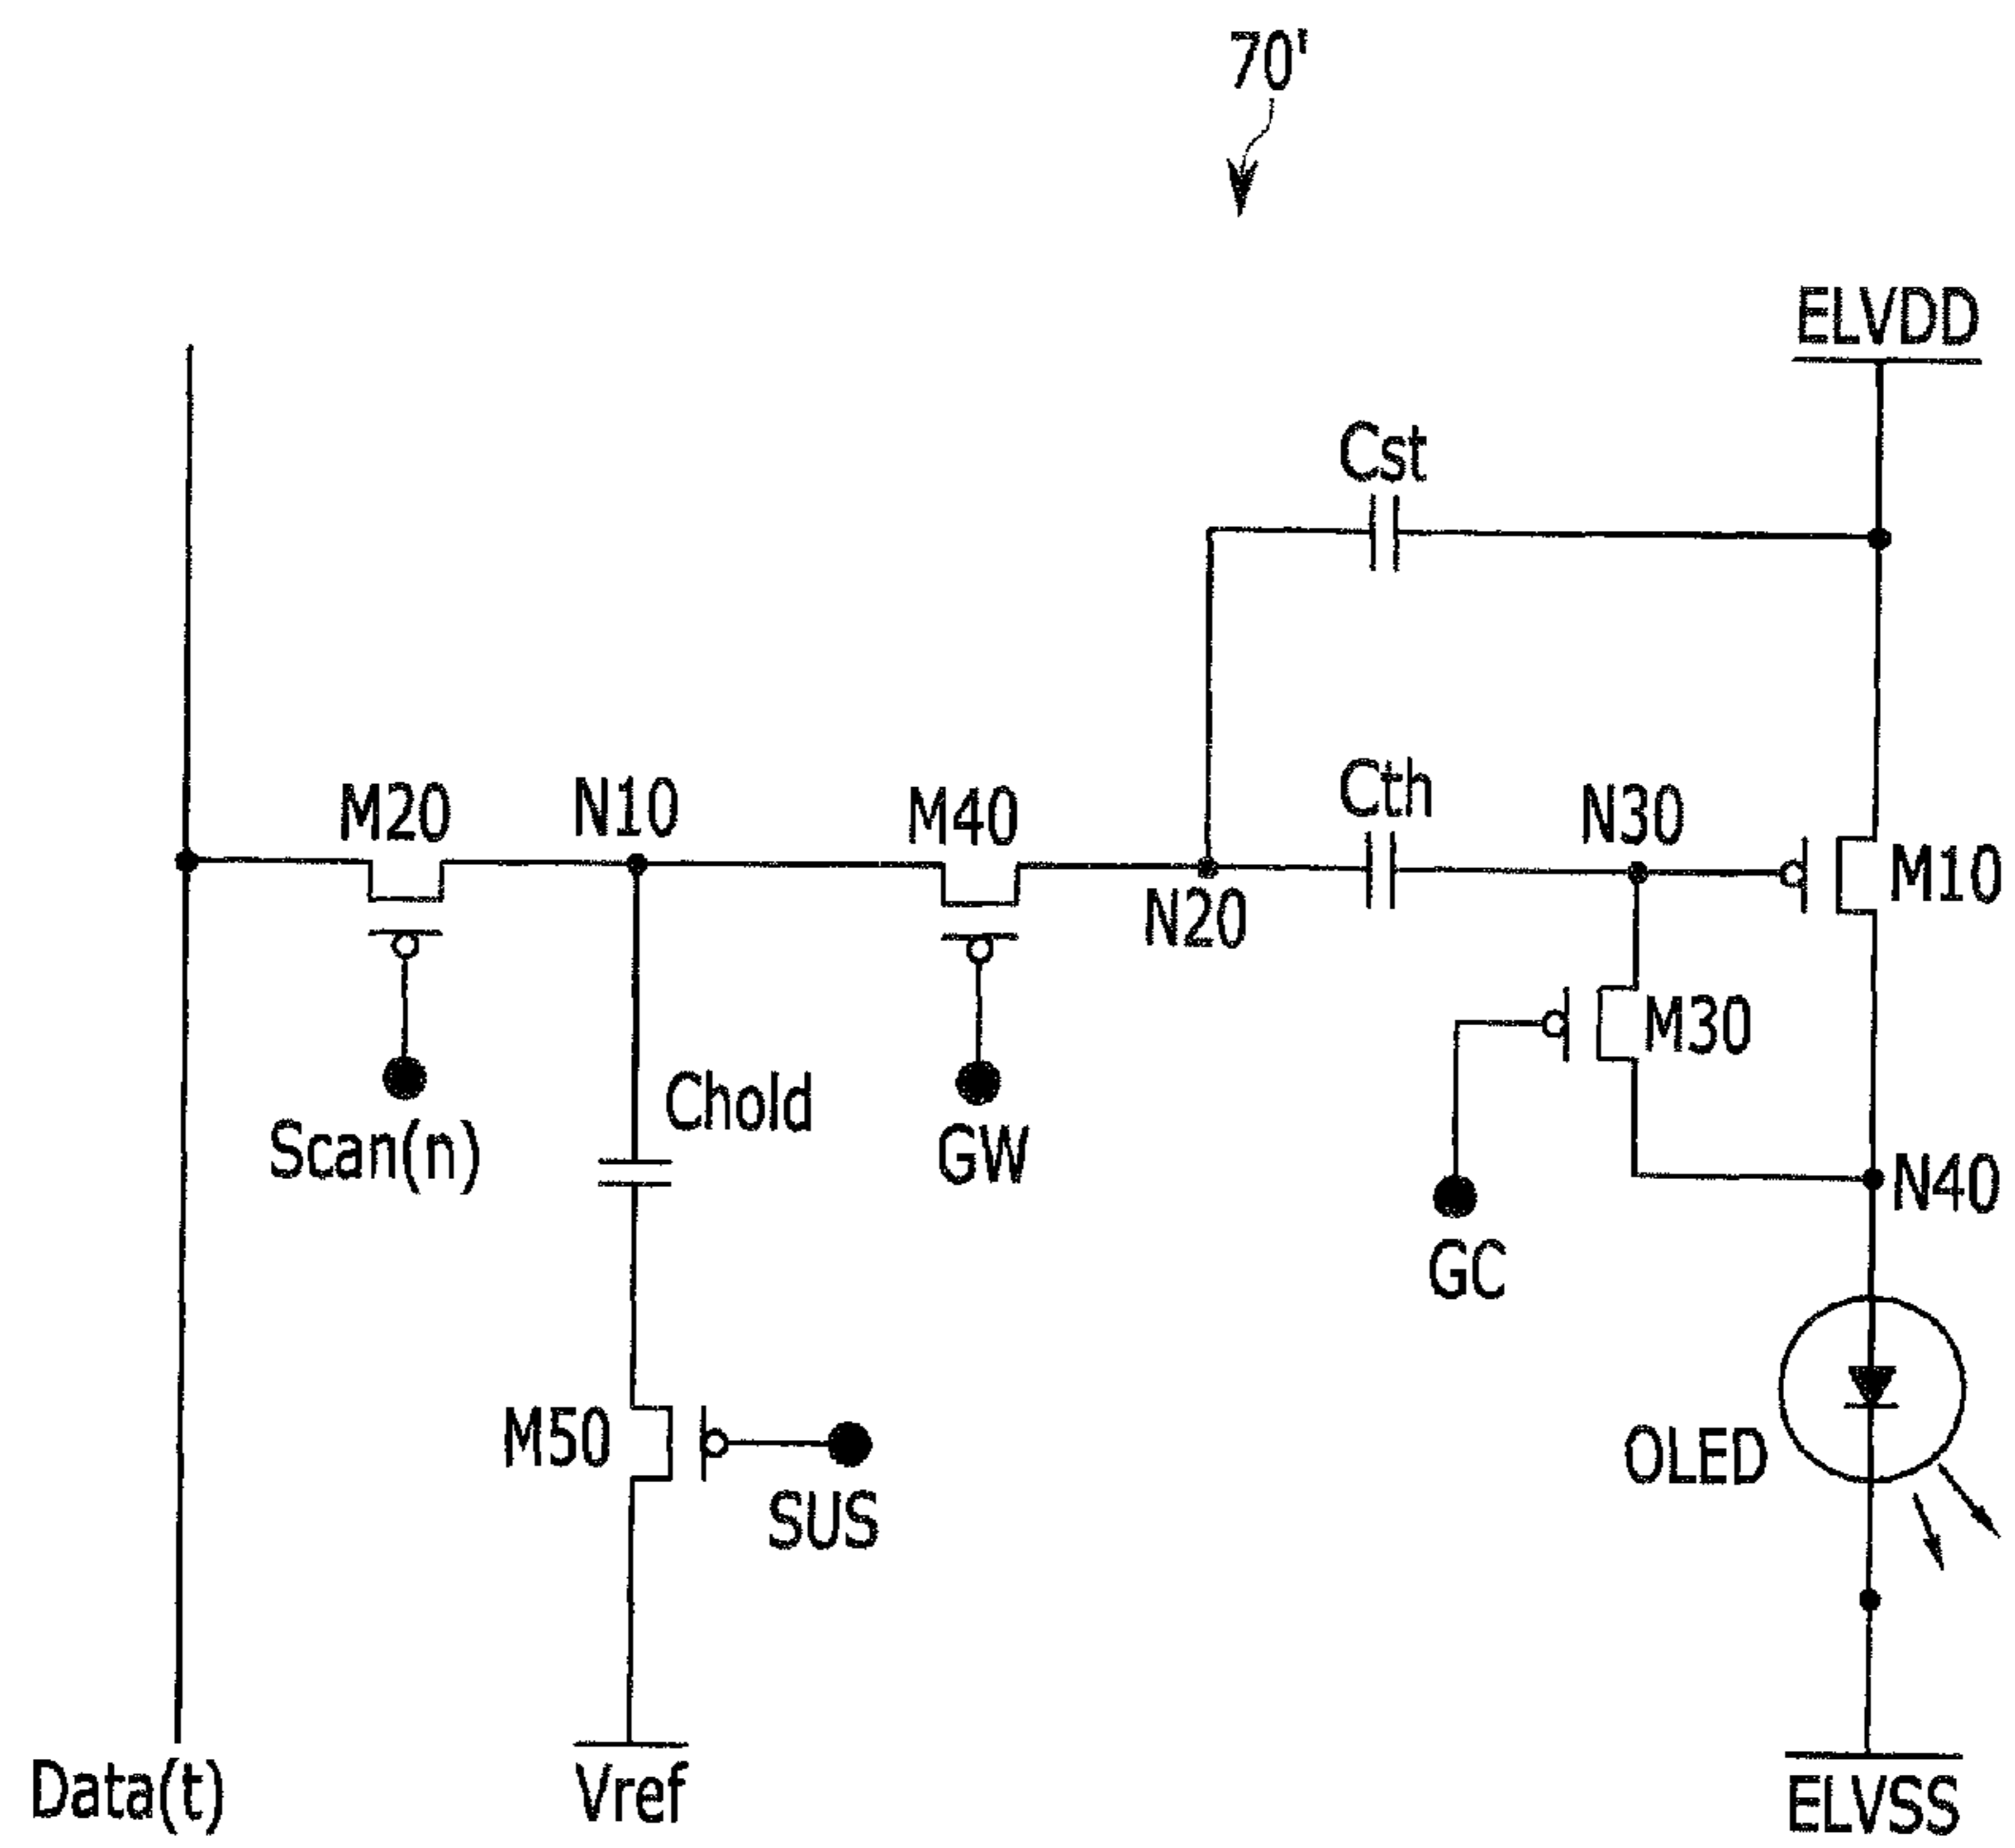 70'
ELVDD
Cst
Cth
M20
N10
M40
N30
N20
M10
M30
Chold
Scan(n)
GW
N40
GC
M50
OLED
SUS
Data(t)
Vref
ELVSS